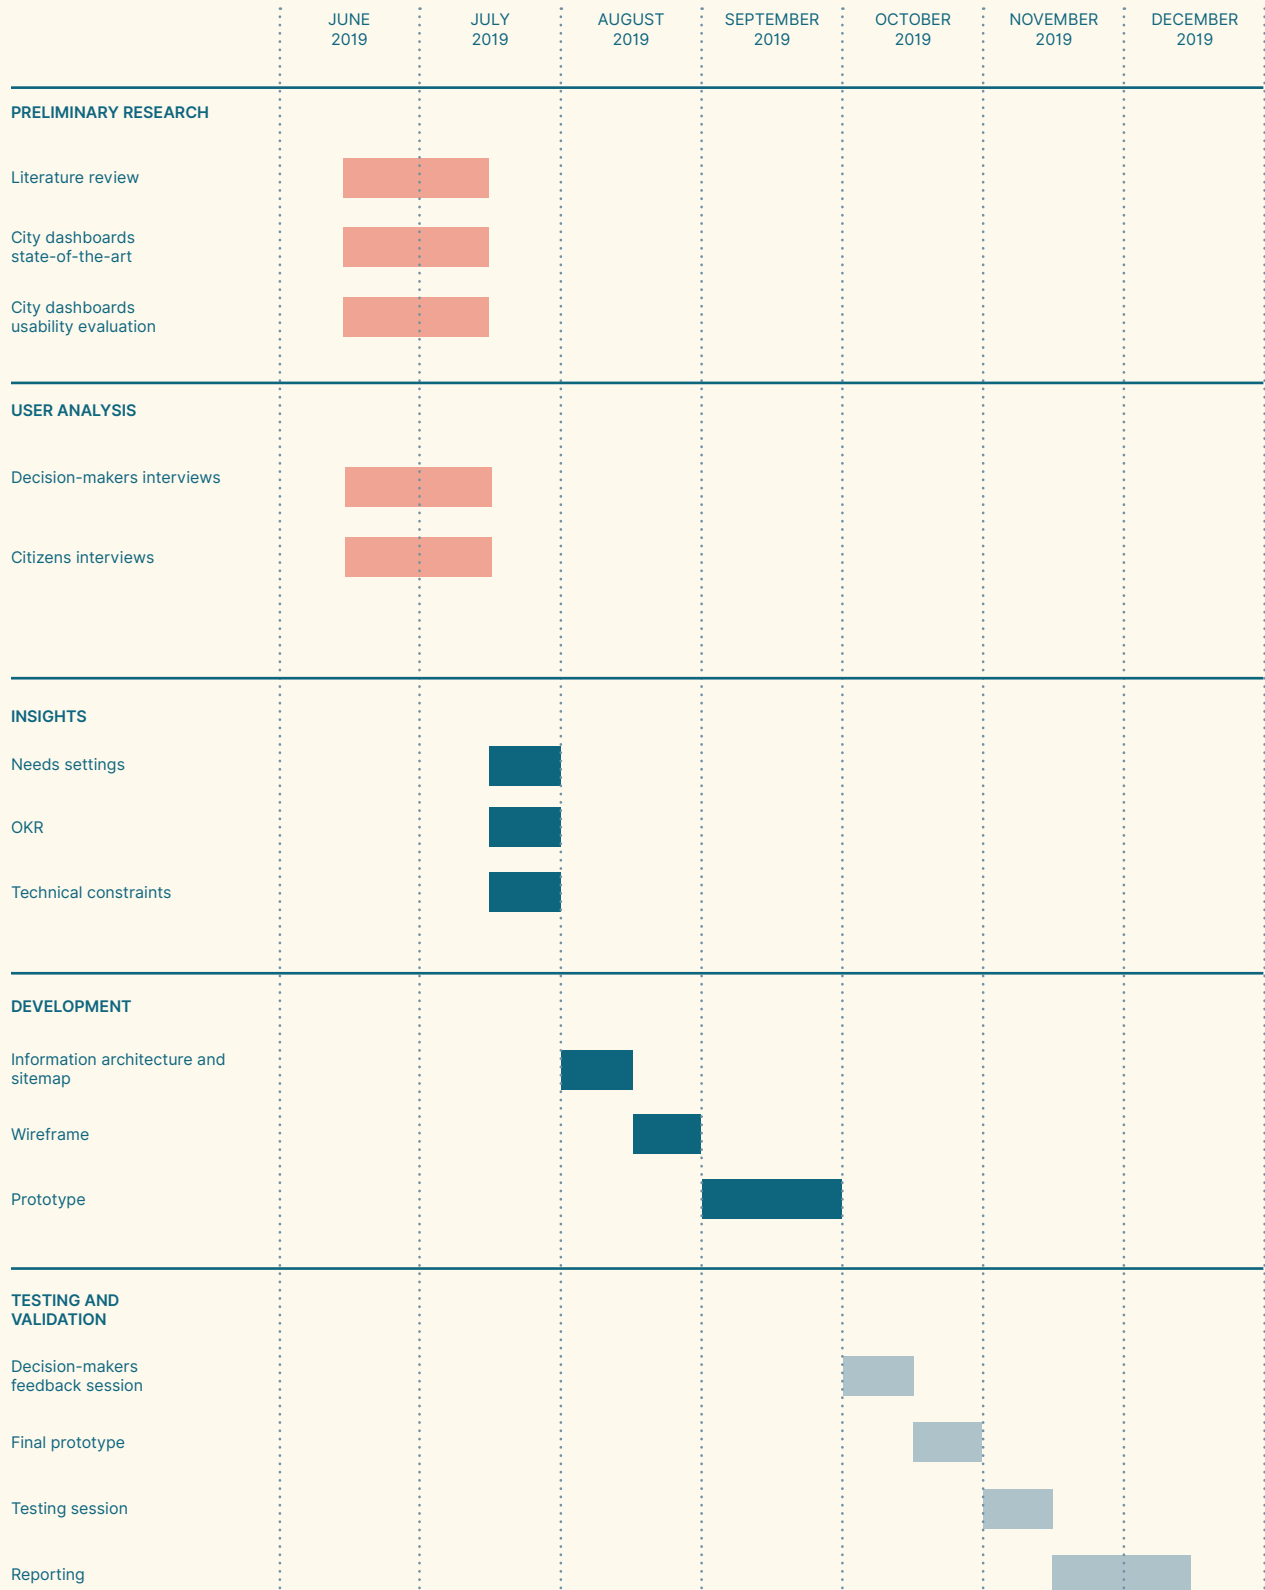 JUNE
2019
JULY
2019
AUGUST
2019
SEPTEMBER
2019
OCTOBER
2019
NOVEMBER
2019
DECEMBER
2019
PRELIMINARY RESEARCH
Literature review
City dashboards
state-of-the-art
City dashboards
usability evaluation
USER ANALYSIS
Decision-makers interviews
Citizens interviews
INSIGHTS
Needs settings
OKR
Technical constraints
DEVELOPMENT
Information architecture and
sitemap
Wireframe
Prototype
TESTING AND
VALIDATION
Decision-makers
feedback session
Final prototype
Testing session
Reporting